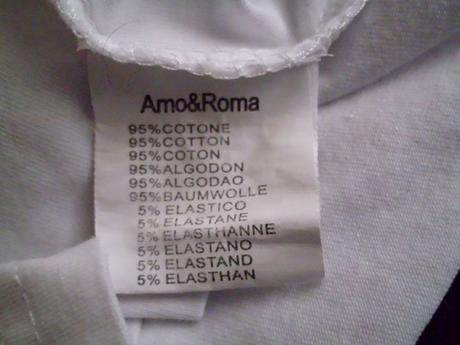 Amo&Roma
95%COTONE
95%COTTON
95%COTON
95%ALGODON
95%ALGODAO
95%BAUMWOLLE
5% ELASTICO
5% ELASTANE
5% ELASTHANNE
5% ELASTANO
5% ELASTAND
5% ELASTHAN